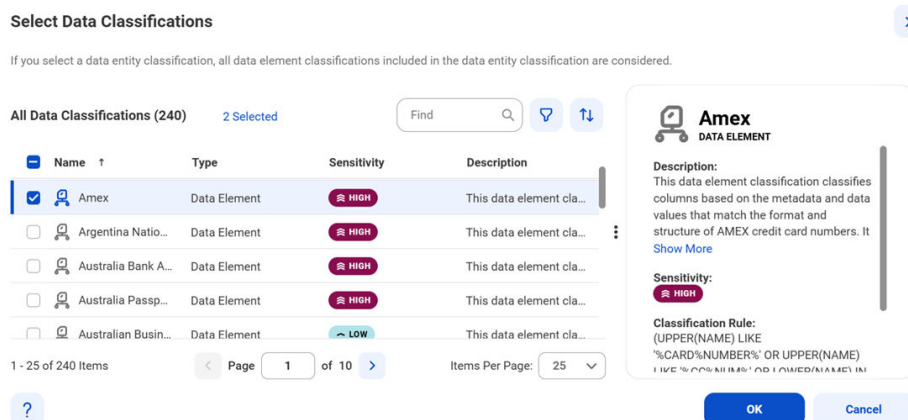 Select Data Classifications
If you select a data entity classification, all data element classifications included in the data entity classification are considered.
All Data Classifications (240) 2 Selected Find
Name ↑ Type Sensitivity Description
Amex Data Element HIGH This data element cla...
Argentina Natio... Data Element HIGH This data element cla...
Australia Bank A... Data Element HIGH This data element cla...
Australia Passp... Data Element HIGH This data element cla...
Australian Busin... Data Element LOW This data element cla...
1 - 25 of 240 Items Page 1 of 10 Items Per Page: 25
Amex
DATA ELEMENT
Description:
This data element classification classifies
columns based on the metadata and data
values that match the format and
structure of AMEX credit card numbers. It
Show More
Sensitivity:
HIGH
Classification Rule:
(UPPER(NAME) LIKE
'%CARD%NUMBER%' OR UPPER(NAME)
LIKE '%CC%NUM%' OR LOWER(NAME) IN
? OK Cancel